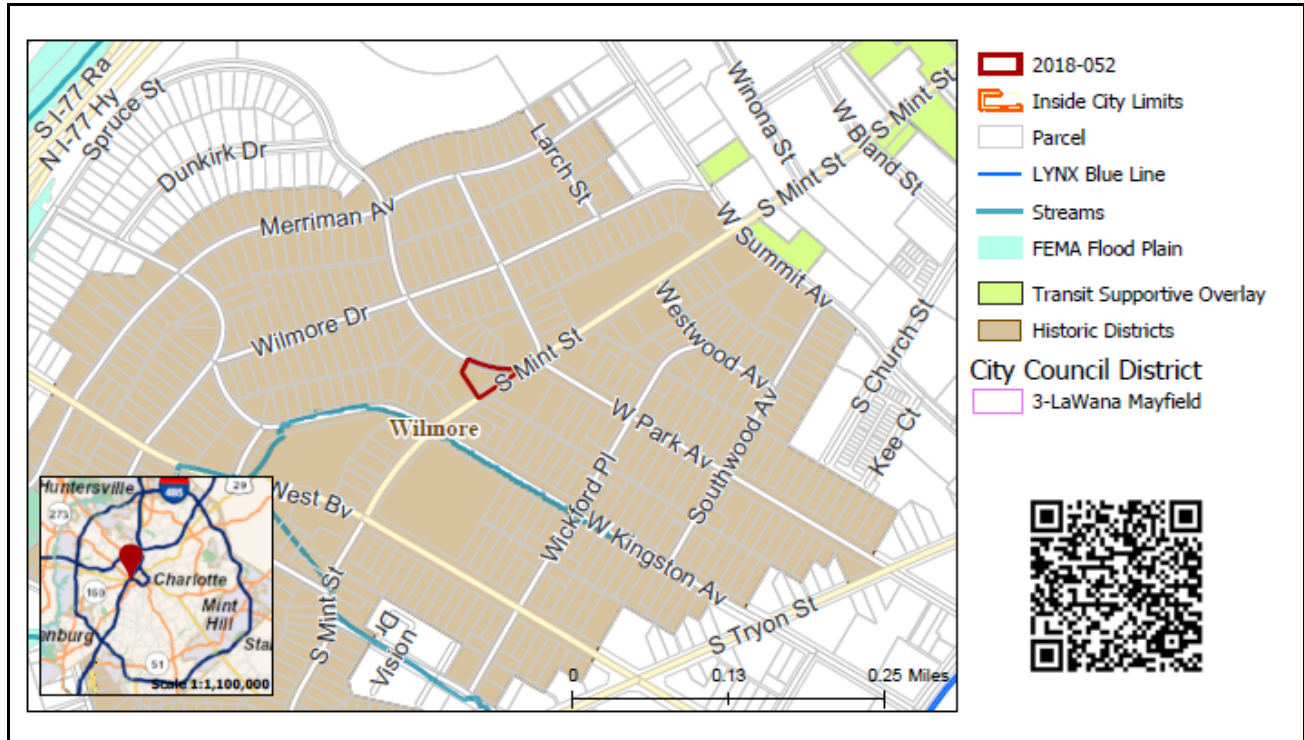 S I-77 Ra
N I-77 Hy
Spruce St
Dunkirk Dr
Merriman Av
Larch St
Winona St
W Bland St
S Mint St
S Mint St
W Summit Av
Wilmore Dr
Westwood Av
S Mint St
S Church St
Kee Ct
W Park Av
Southwood Av
Wilmore
Wickford Pl
W Kingston Av
West Bv
S Mint St
Vision Dr
S Tryon St
0
0.13
0.25 Miles
Huntersville
485
29
273
Charlotte
160
Mint
Hill
onburg
Sta
51
Scale 1:1,100,000
2018-052
Inside City Limits
Parcel
LYNX Blue Line
Streams
FEMA Flood Plain
Transit Supportive Overlay
Historic Districts
City Council District
3-LaWana Mayfield